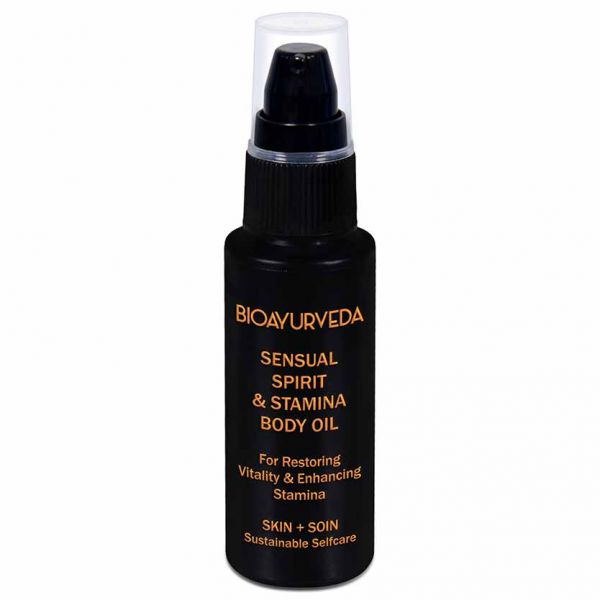 BIOAYURVEDA
SENSUAL
SPIRIT
& STAMINA
BODY OIL
For Restoring
Vitality & Enhancing
Stamina
SKIN + SOIN
Sustainable Selfcare